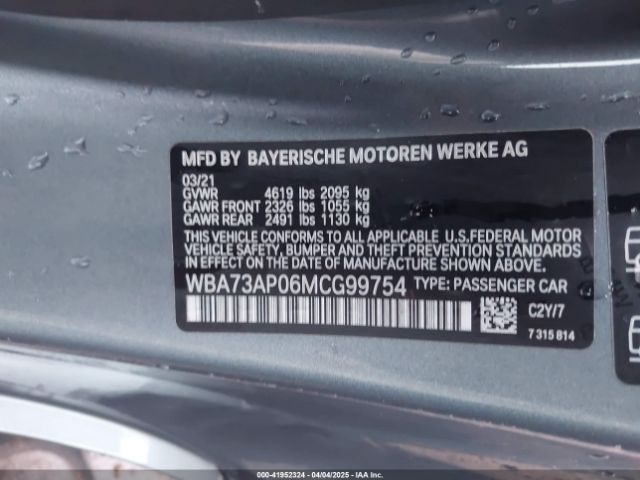 MFD BY BAYERISCHE MOTOREN WERKE AG
03/21
GVWR 4619 lbs 2095 kg
GAWR FRONT 2326 lbs 1055 kg
GAWR REAR 2491 lbs 1130 kg
THIS VEHICLE CONFORMS TO ALL APPLICABLE U.S.FEDERAL MOTOR
VEHICLE SAFETY, BUMPER AND THEFT PREVENTION STANDARDS
IN EFFECT ON THE DATE OF MANUFACTURE SHOWN ABOVE.
WBA73AP06MCG99754 TYPE: PASSENGER CAR
C2Y/7
7 315 814
000-41952324 - 04/04/2025 - IAA Inc.